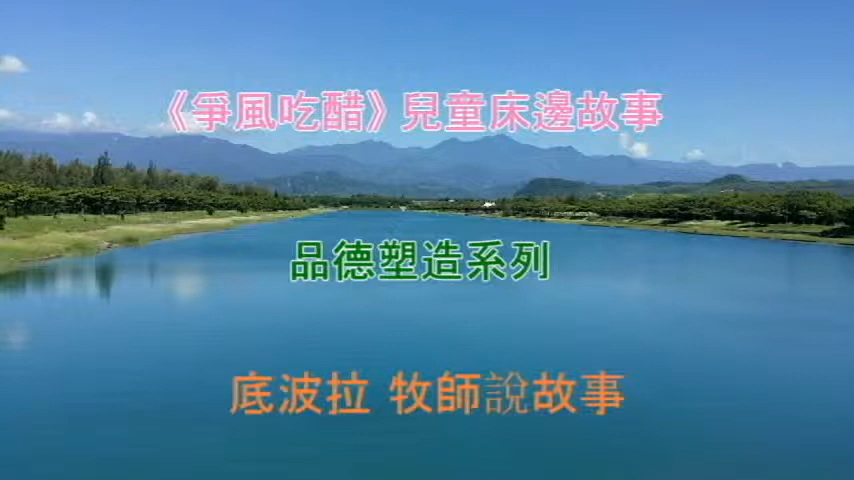 《爭風吃醋》兒童床邊故事
品德塑造系列
底波拉 牧師說故事